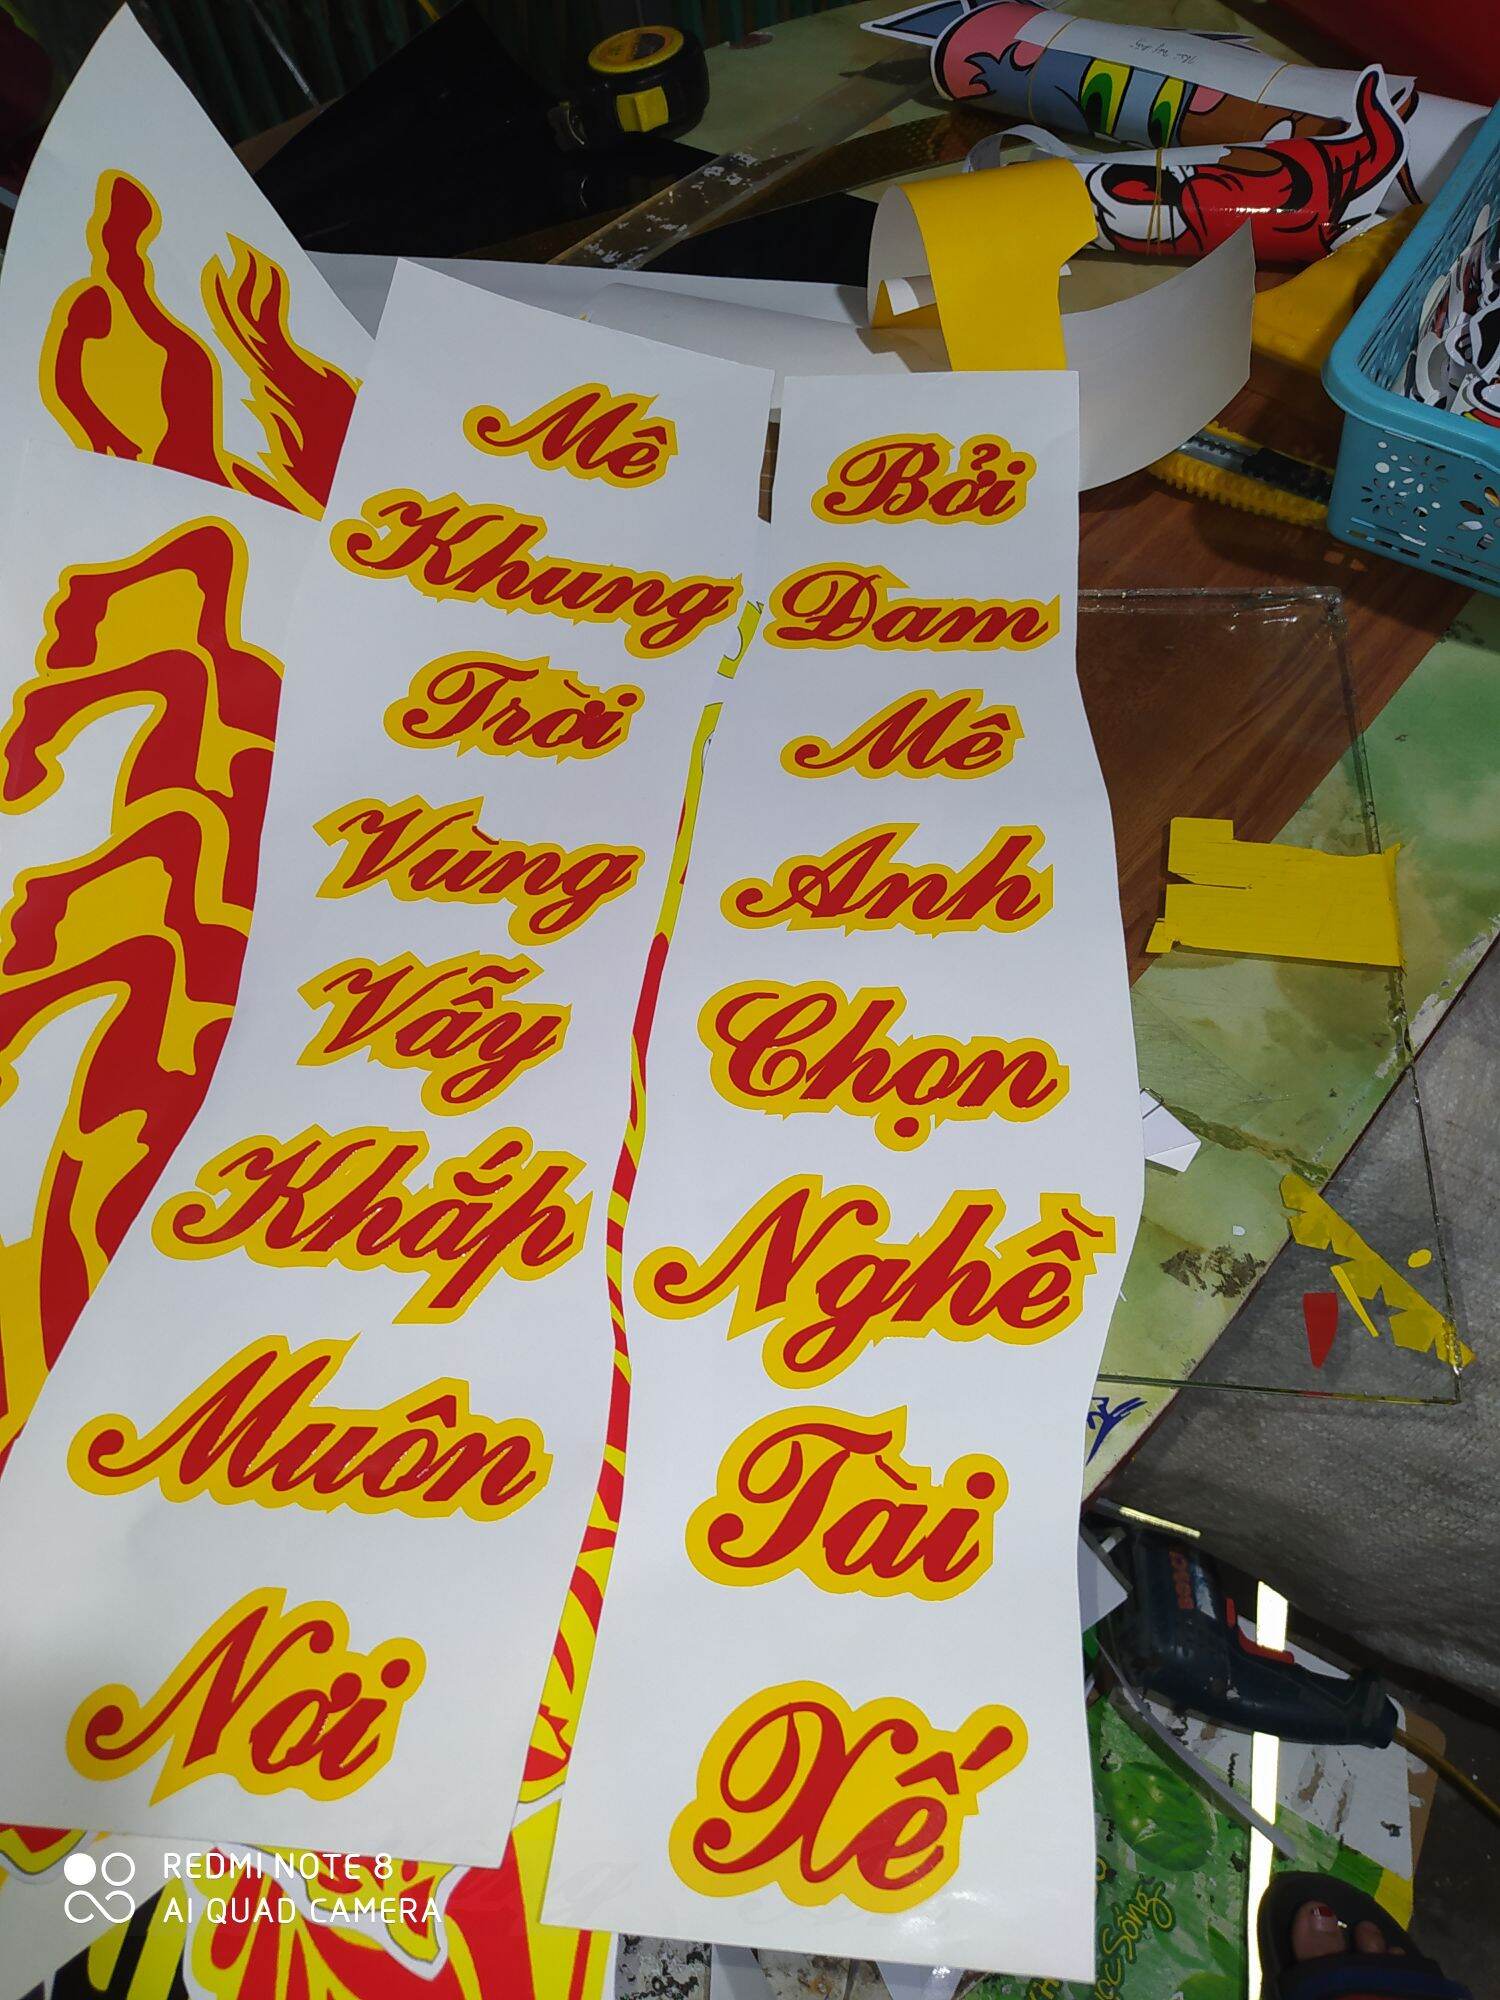 Mê
Khung
Trời
Vùng
Vẫy
Khắp
Muôn
Nơi
Bởi
Đam
Mê
Anh
Chọn
Nghề
Tài
Xế
BOSCH
REDMI NOTE 8
AI QUAD CAMERA